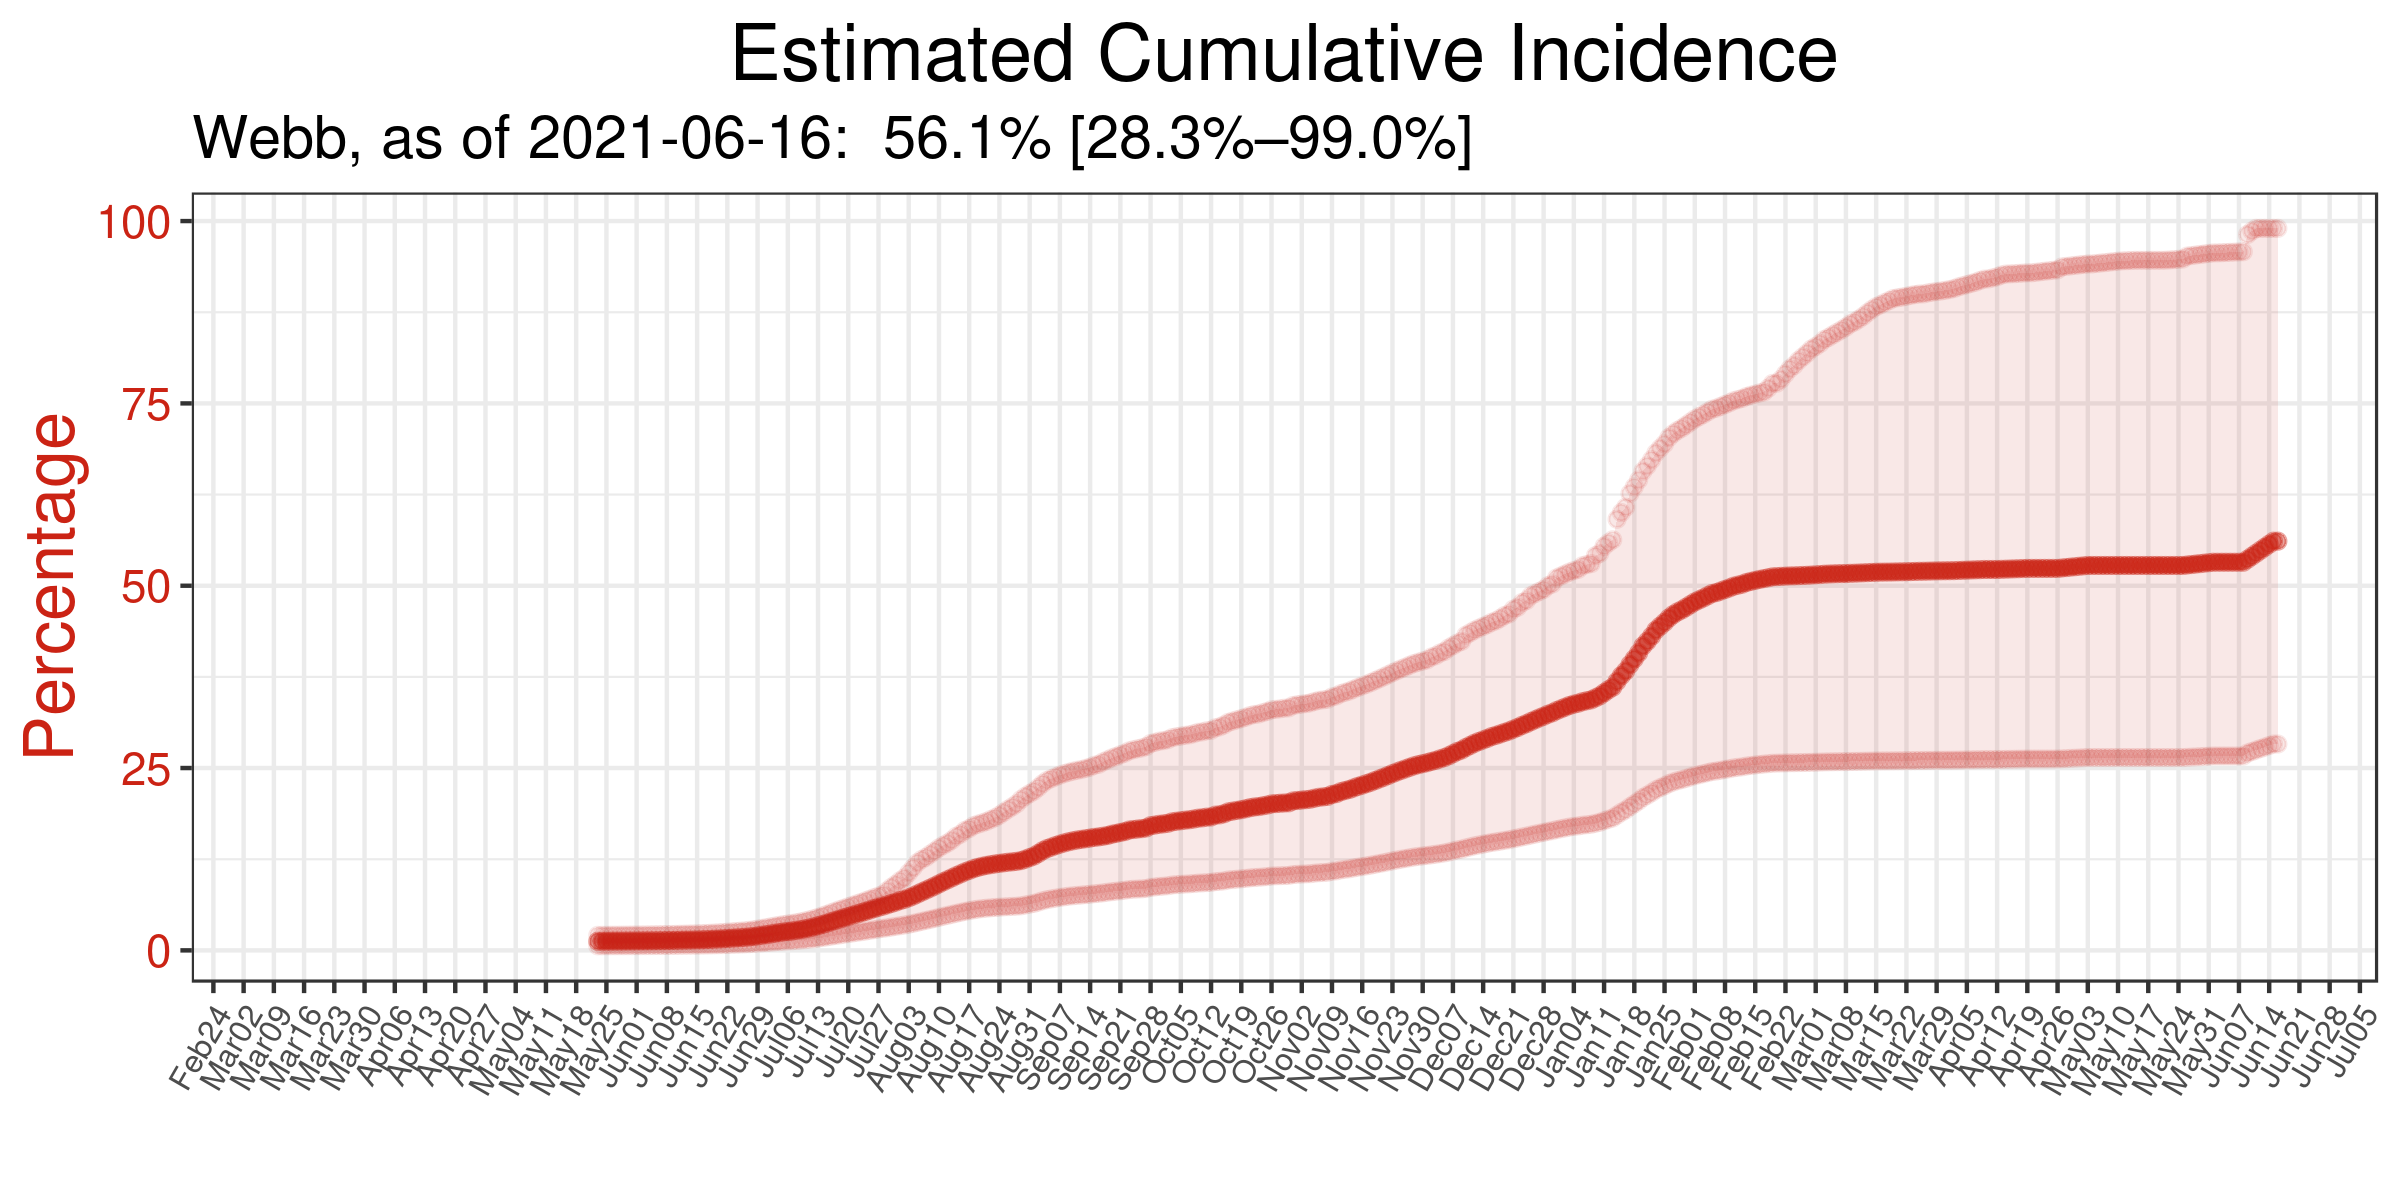 Estimated Cumulative Incidence
Webb, as of 2021-06-16:  56.1% [28.3%–99.0%]
Percentage
100
75
50
25
0
Feb24
Mar02
Mar09
Mar16
Mar23
Mar30
Apr06
Apr13
Apr20
Apr27
May04
May11
May18
May25
Jun01
Jun08
Jun15
Jun22
Jun29
Jul06
Jul13
Jul20
Jul27
Aug03
Aug10
Aug17
Aug24
Aug31
Sep07
Sep14
Sep21
Sep28
Oct05
Oct12
Oct19
Oct26
Nov02
Nov09
Nov16
Nov23
Nov30
Dec07
Dec14
Dec21
Dec28
Jan04
Jan11
Jan18
Jan25
Feb01
Feb08
Feb15
Feb22
Mar01
Mar08
Mar15
Mar22
Mar29
Apr05
Apr12
Apr19
Apr26
May03
May10
May17
May24
May31
Jun07
Jun14
Jun21
Jun28
Jul05